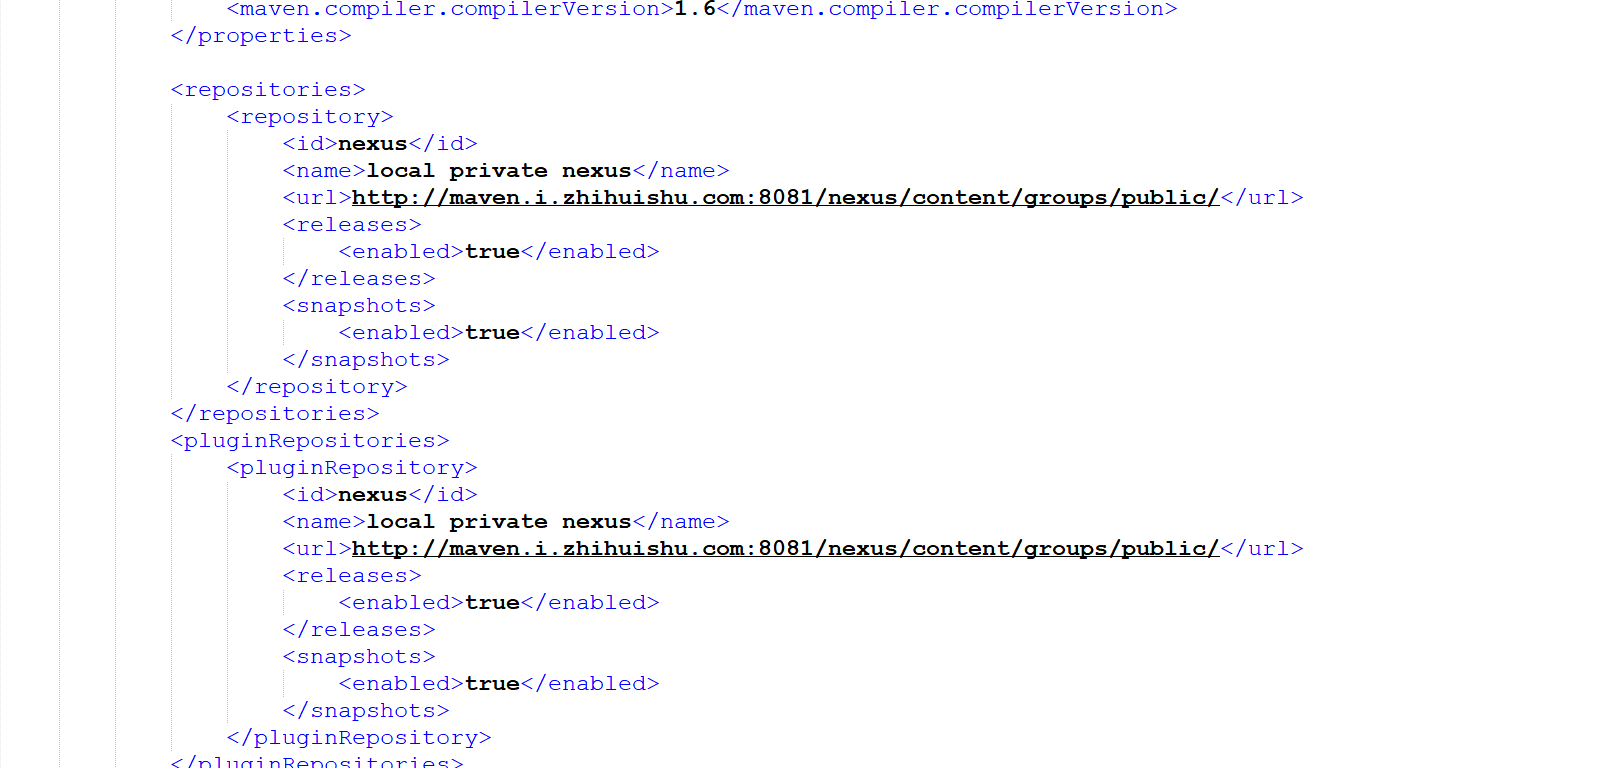 <maven.compiler.compilerVersion>1.6</maven.compiler.compilerVersion>
</properties>
<repositories>
<repository>
<id>nexus</id>
<name>local private nexus</name>
<url>http://maven.i.zhihuishu.com:8081/nexus/content/groups/public/</url>
<releases>
<enabled>true</enabled>
</releases>
<snapshots>
<enabled>true</enabled>
</snapshots>
</repository>
</repositories>
<pluginRepositories>
<pluginRepository>
<id>nexus</id>
<name>local private nexus</name>
<url>http://maven.i.zhihuishu.com:8081/nexus/content/groups/public/</url>
<releases>
<enabled>true</enabled>
</releases>
<snapshots>
<enabled>true</enabled>
</snapshots>
</pluginRepository>
</pluginRepositories>